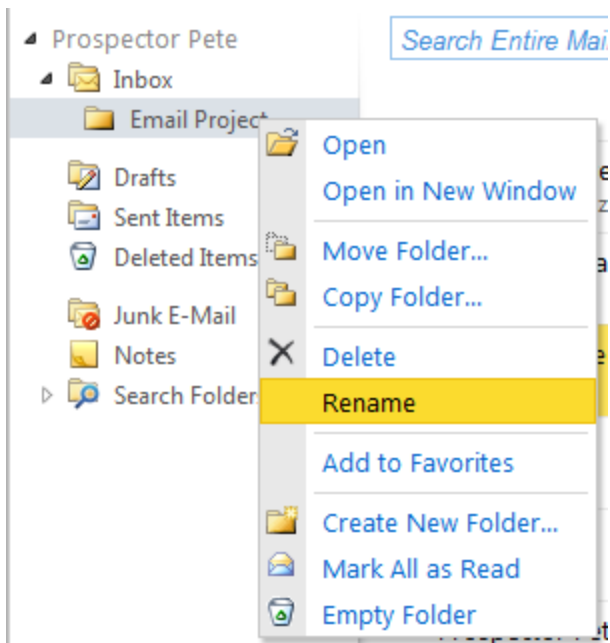 Prospector Pete
Search Entire Mai
Inbox
Email Project
Drafts
Sent Items
Deleted Items
Junk E-Mail
Notes
Search Folder
Open
Open in New Window
Move Folder...
Copy Folder...
Delete
Rename
Add to Favorites
Create New Folder...
Mark All as Read
Empty Folder